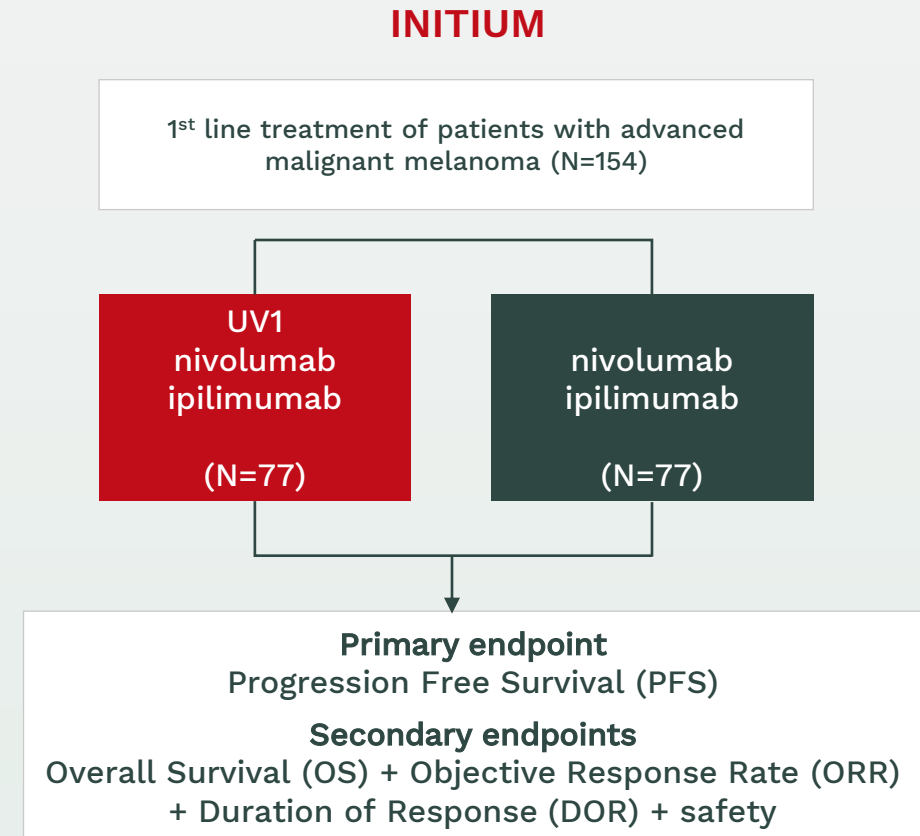 INITIUM
1st line treatment of patients with advanced
malignant melanoma (N=154)
UV1
nivolumab
ipilimumab
(N=77)
nivolumab
ipilimumab
(N=77)
Primary endpoint
Progression Free Survival (PFS)
Secondary endpoints
Overall Survival (OS) + Objective Response Rate (ORR)
+ Duration of Response (DOR) + safety